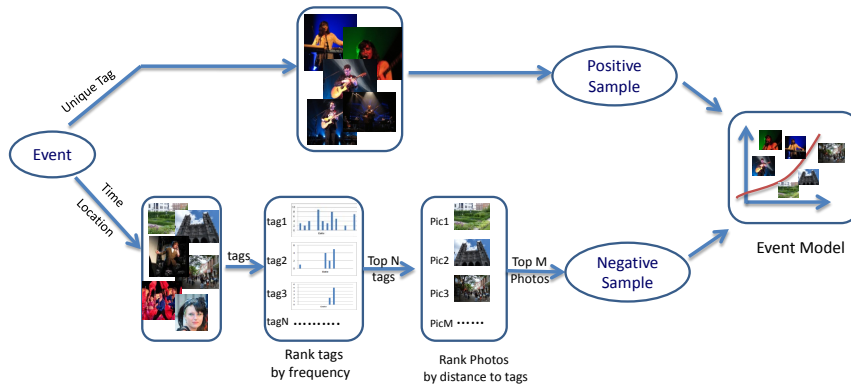 Unique Tag
Positive
Sample
Event
Time
Location
tags
tag1
tag2
tag3
tagN ..........
Top N
tags
Pic1
Pic2
Pic3
PicM ......
Top M
Photos
Negative
Sample
Event Model
Rank tags
by frequency
Rank Photos
by distance to tags